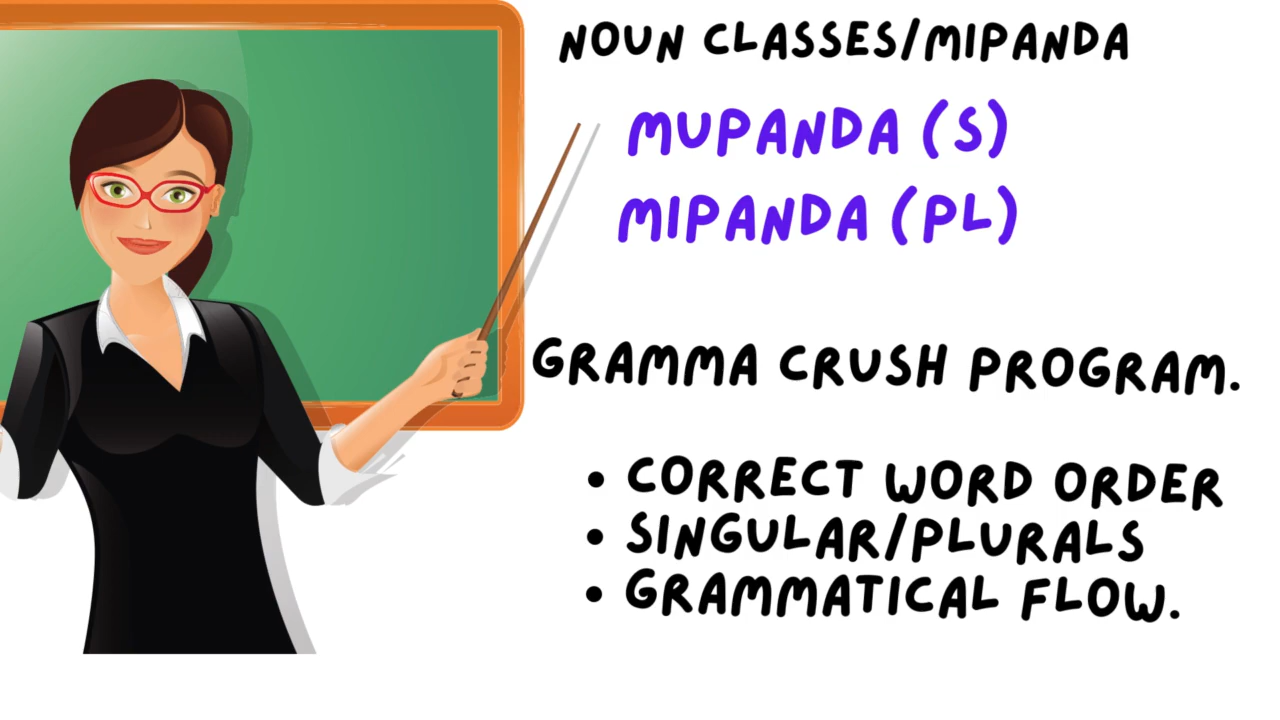 NOUN CLASSES/MIPANDA
MUPANDA (S)
MIPANDA (PL)
GRAMMA CRUSH PROGRAM.
• CORRECT WORD ORDER
• SINGULAR/PLURALS
• GRAMMATICAL FLOW.